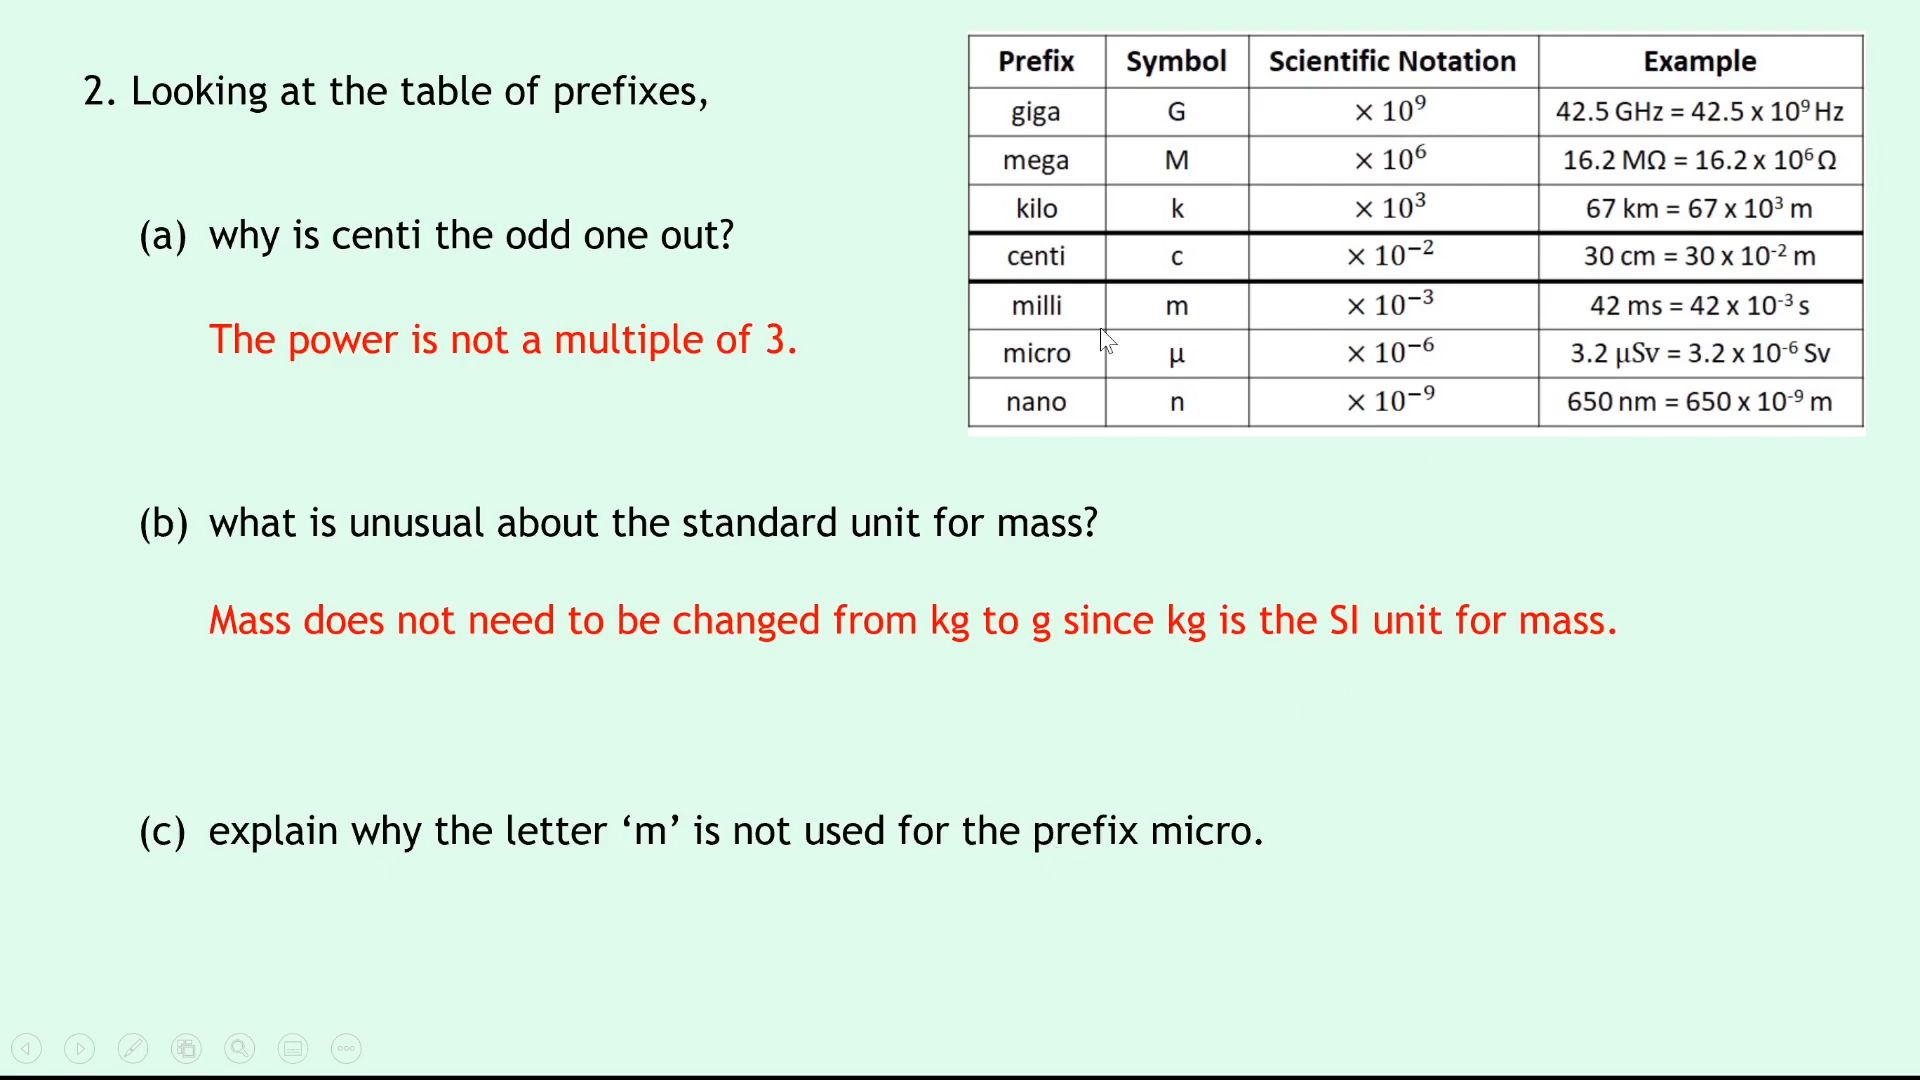 2. Looking at the table of prefixes,
(a) why is centi the odd one out?
The power is not a multiple of 3.
Prefix Symbol Scientific Notation Example
giga G × 10⁹ 42.5 GHz = 42.5 x 10⁹ Hz
mega M × 10⁶ 16.2 MΩ = 16.2 x 10⁶ Ω
kilo k × 10³ 67 km = 67 x 10³ m
centi c × 10⁻² 30 cm = 30 x 10⁻² m
milli m × 10⁻³ 42 ms = 42 x 10⁻³ s
micro µ × 10⁻⁶ 3.2 µSv = 3.2 x 10⁻⁶ Sv
nano n × 10⁻⁹ 650 nm = 650 x 10⁻⁹ m
(b) what is unusual about the standard unit for mass?
Mass does not need to be changed from kg to g since kg is the SI unit for mass.
(c) explain why the letter ‘m’ is not used for the prefix micro.